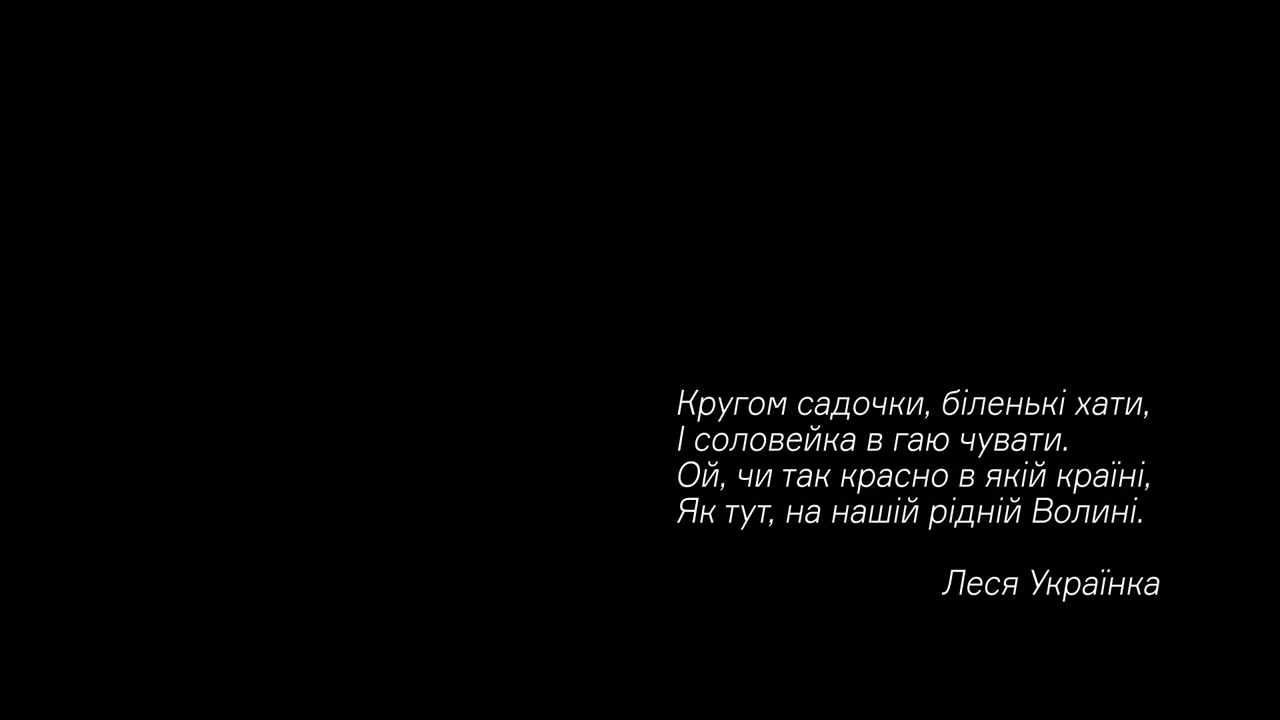 Кругом садочки, біленькі хати,
І соловейка в гаю чувати.
Ой, чи так красно в якій країні,
Як тут, на нашій рідній Волині.
Леся Українка